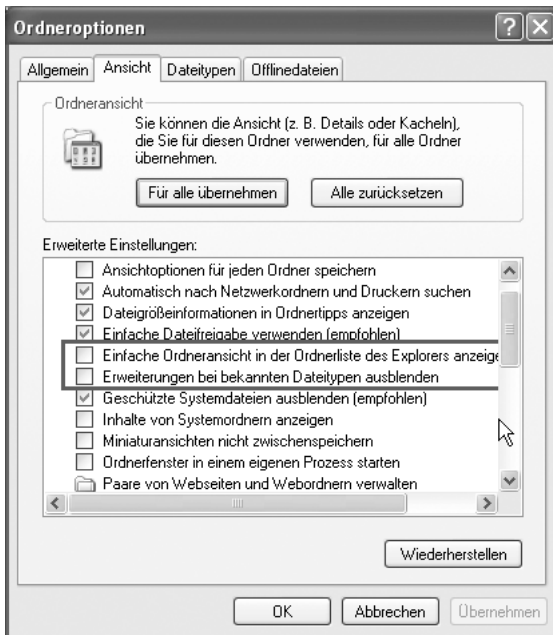 Ordneroptionen
Allgemein Ansicht Dateitypen Offlinedateien
Ordneransicht
Sie können die Ansicht (z. B. Details oder Kacheln),
die Sie für diesen Ordner verwenden, für alle Ordner
übernehmen.
Für alle übernehmen Alle zurücksetzen
Erweiterte Einstellungen:
Ansichtoptionen für jeden Ordner speichern
Automatisch nach Netzwerkordnern und Druckern suchen
Dateigrößeinformationen in Ordnertipps anzeigen
Einfache Dateifreigabe verwenden (empfohlen)
Einfache Ordneransicht in der Ordnerliste des Explorers anzeige
Erweiterungen bei bekannten Dateitypen ausblenden
Geschützte Systemdateien ausblenden (empfohlen)
Inhalte von Systemordnern anzeigen
Miniaturansichten nicht zwischenspeichern
Ordnerfenster in einem eigenen Prozess starten
Paare von Webseiten und Webordnern verwalten
Wiederherstellen
OK Abbrechen Übernehmen